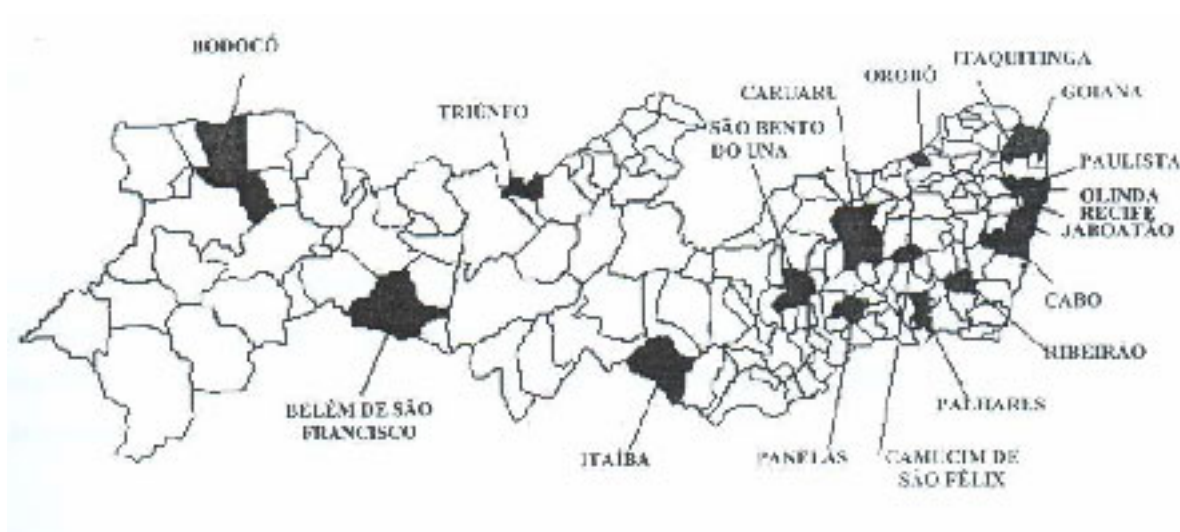 BODOCÓ
TRIUNFO
CARUARU
OROBÓ
ITAQUITINGA
GOIANA
SÃO BENTO
DO UNA
PAULISTA
OLINDA
RECIFE
JABOATÃO
CABO
RIBEIRÃO
PALMARES
BELÉM DE SÃO
FRANCISCO
ITAÍBA
PANELAS
CAMUCIM DE
SÃO FÉLIX